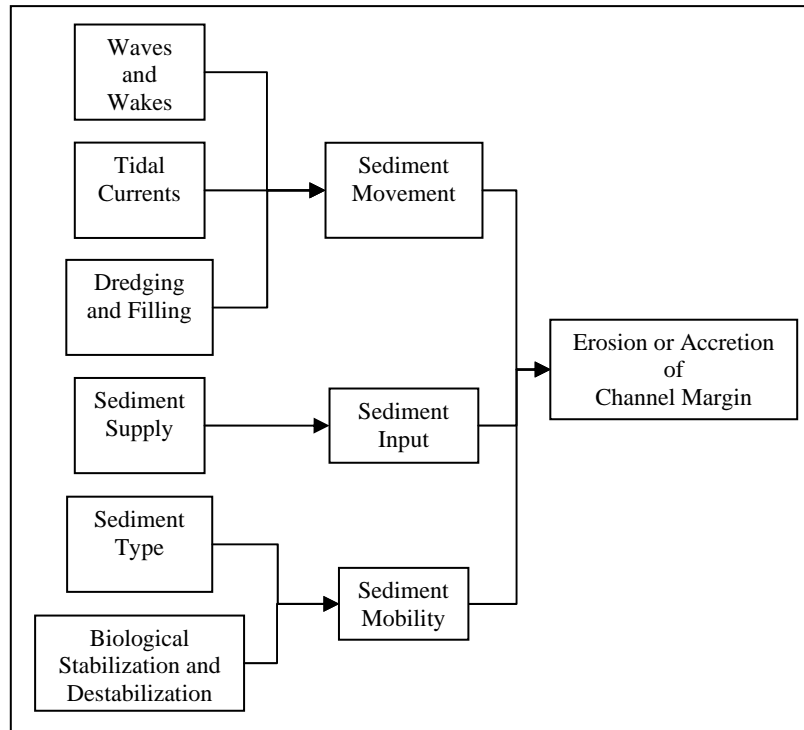 Waves
and
Wakes
Tidal
Currents
Dredging
and Filling
Sediment
Supply
Sediment
Type
Biological
Stabilization and
Destabilization
Sediment
Movement
Sediment
Input
Sediment
Mobility
Erosion or Accretion
of
Channel Margin